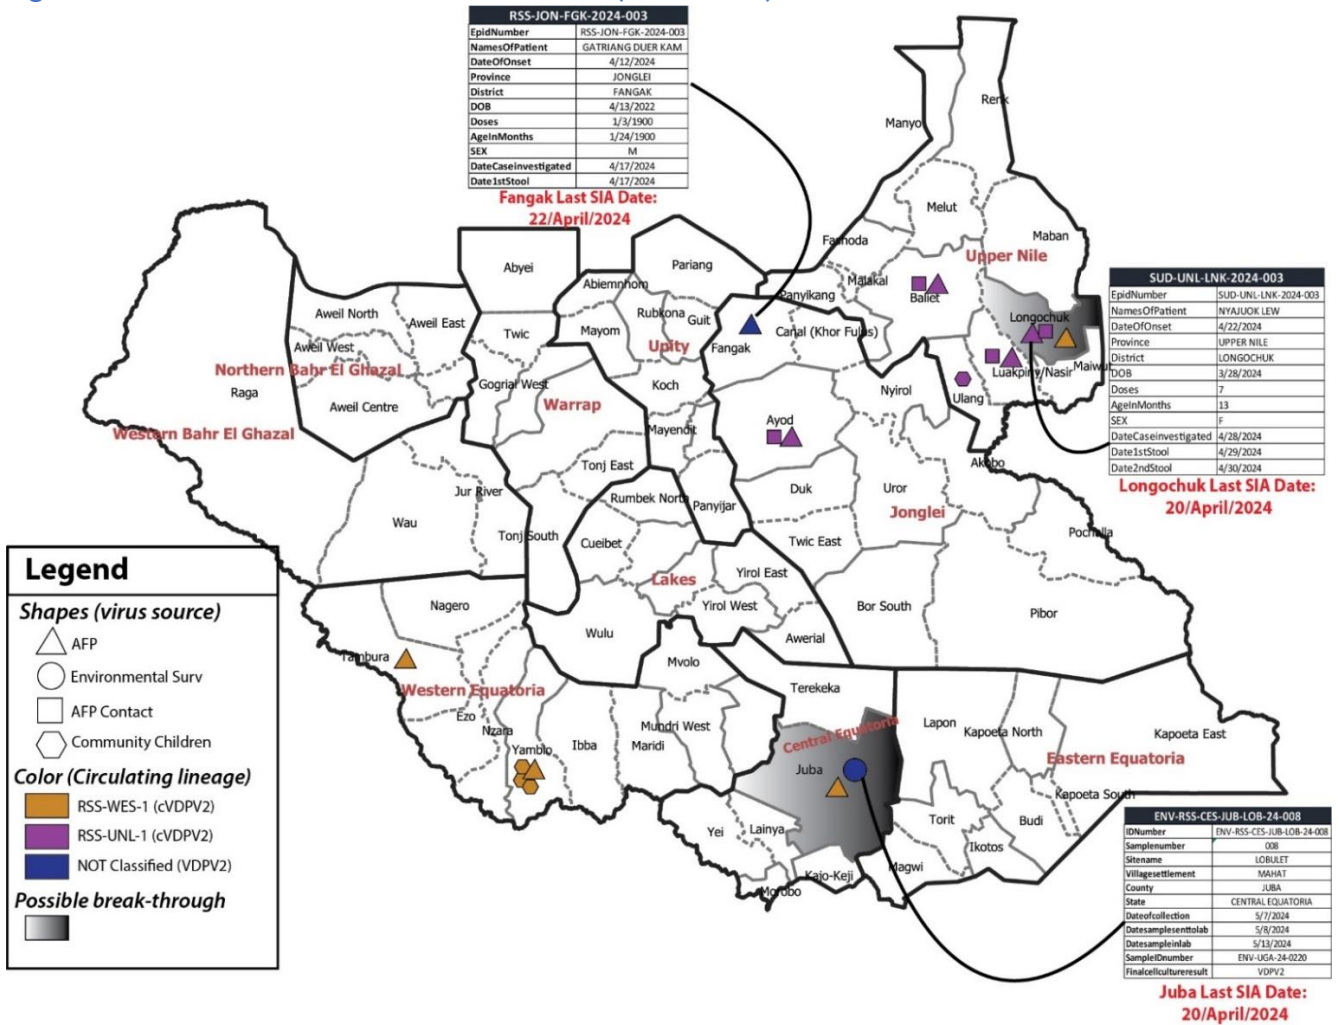 RSS-JON-FGK-2024-003
EpidNumber RSS-JON-FGK-2024-003
NamesOfPatient GATRIANG DUER KAM
DateOfOnset 4/12/2024
Province JONGLEI
District FANGAK
DOB 4/13/2022
Doses 1/3/1900
AgeInMonths 1/24/1900
SEX M
DateCaseinvestigated 4/17/2024
Date1stStool 4/17/2024
Fangak Last SIA Date:
22/April/2024
Renk
Manyo
Melut
Maban
Fashoda
Upper Nile
Malakal
Baliet
Panyikang
Longochuk
Luakpiny/Nasir
Maiwut
Ulang
SUD-UNL-LNK-2024-003
EpidNumber SUD-UNL-LNK-2024-003
NamesOfPatient NYAJUOK LEW
DateOfOnset 4/22/2024
Province UPPER NILE
District LONGOCHUK
DOB 3/28/2024
Doses 7
AgeInMonths 13
SEX F
DateCaseinvestigated 4/28/2024
Date1stStool 4/29/2024
Date2ndStool 4/30/2024
Longochuk Last SIA Date:
20/April/2024
Abyei
Pariang
Abiemnhom
Rubkona
Guit
Mayom
Unity
Koch
Mayendit
Panyijar
Aweil North
Aweil East
Aweil West
Northern Bahr El Ghazal
Aweil Centre
Raga
Western Bahr El Ghazal
Jur River
Wau
Twic
Gogrial West
Warrap
Tonj East
Tonj South
Fangak
Canal (Khor Fulus)
Nyirol
Ayod
Akobo
Duk
Uror
Jonglei
Pochalla
Twic East
Bor South
Pibor
Rumbek North
Cueibet
Lakes
Yirol East
Yirol West
Wulu
Awerial
Nagero
Tambura
Western Equatoria
Ezo
Nzara
Yambio
Ibba
Maridi
Mundri West
Mvolo
Terekeka
Central Equatoria
Juba
Yei
Lainya
Morobo
Kajo-Keji
Lapon
Kapoeta North
Kapoeta East
Eastern Equatoria
Kapoeta South
Torit
Budi
Ikotos
Magwi
Legend
Shapes (virus source)
AFP
Environmental Surv
AFP Contact
Community Children
Color (Circulating lineage)
RSS-WES-1 (cVDPV2)
RSS-UNL-1 (cVDPV2)
NOT Classified (VDPV2)
Possible break-through
ENV-RSS-CES-JUB-LOB-24-008
IDNumber ENV-RSS-CES-JUB-LOB-24-008
Samplenumber 008
Sitename LOBULET
Villagesettlement MAHAT
County JUBA
State CENTRAL EQUATORIA
Dateofcollection 5/7/2024
Datesamplesenttolab 5/8/2024
Datesampleinlab 5/13/2024
SampleIDnumber ENV-UGA-24-0220
Finalcellcultureresult VDPV2
Juba Last SIA Date:
20/April/2024